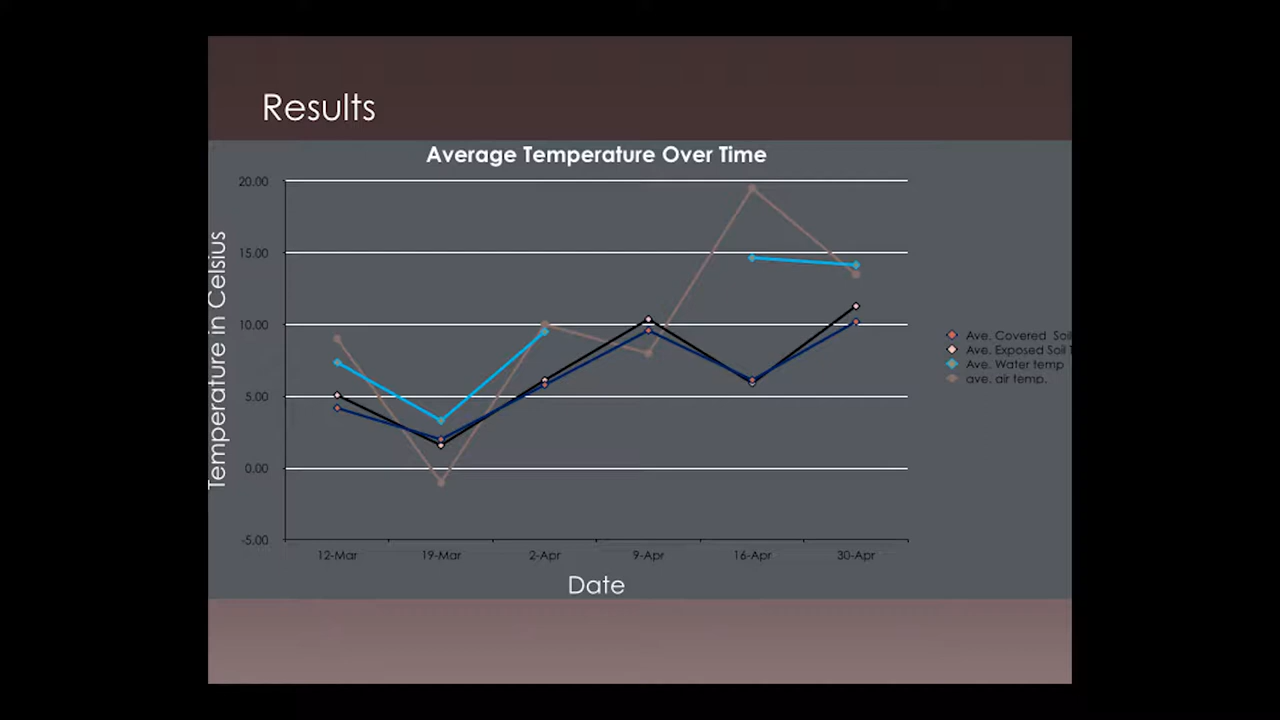 Results
Average Temperature Over Time
20.00
15.00
10.00
5.00
0.00
-5.00
Temperature in Celsius
12-Mar 19-Mar 2-Apr 9-Apr 16-Apr 30-Apr
Date
Ave. Covered Soil
Ave. Exposed Soil T
Ave. Water temp
ave. air temp.